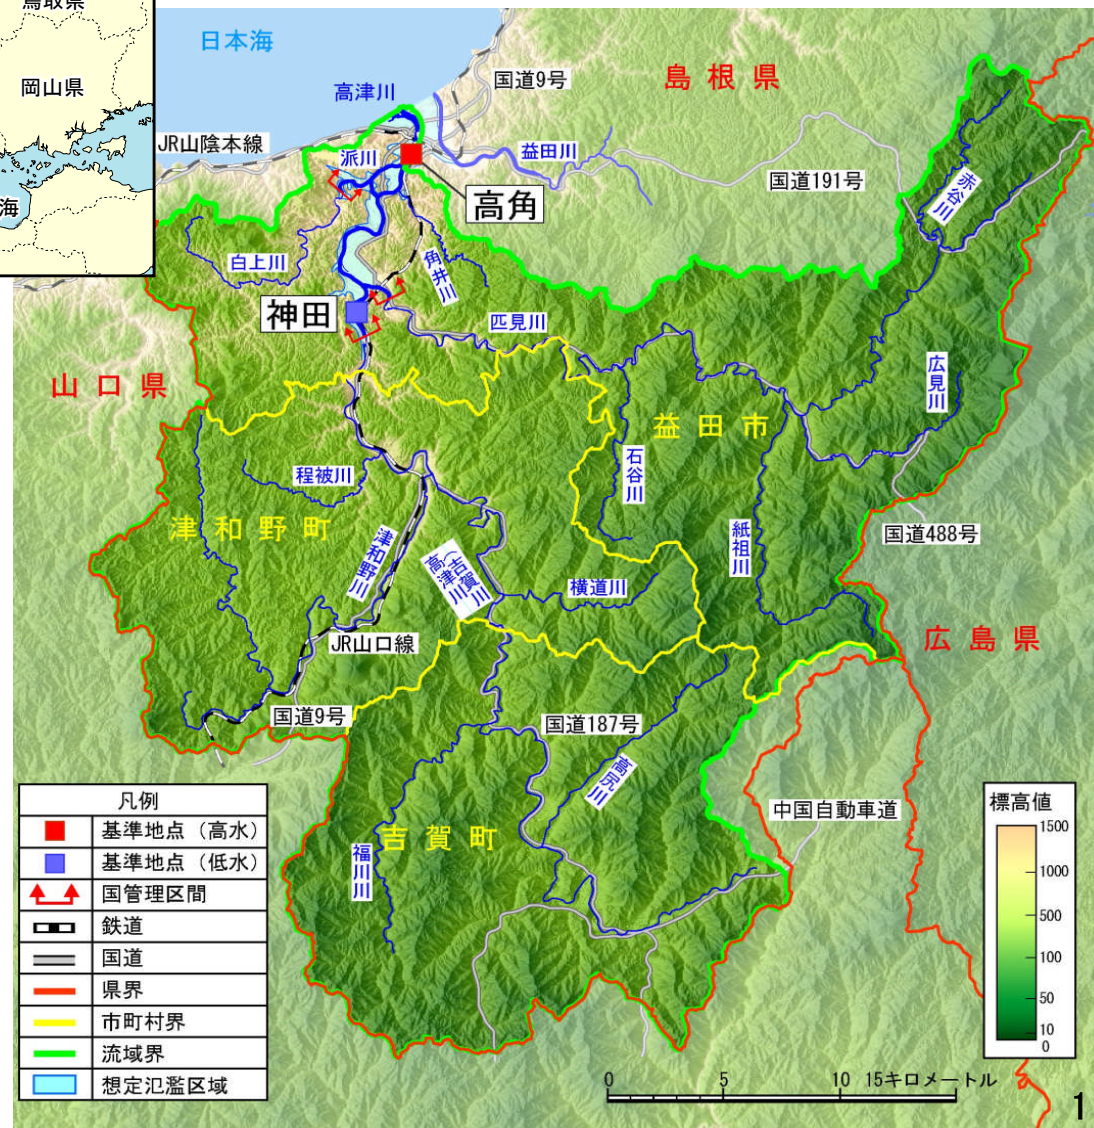 鳥取県
岡山県
海
日本海
高津川
国道9号
島根県
JR山陰本線
派川
益田川
国道191号
高角
赤谷川
白上川
角井川
神田
匹見川
山口県
広見川
益田市
程彼川
石谷川
津和野町
国道488号
紙祖川
津和野川
高津川
(吉賀川)
横道川
広島県
JR山口線
国道9号
国道187号
高尻川
中国自動車道
吉賀町
福川川
凡例
基準地点（高水）
基準地点（低水）
国管理区間
鉄道
国道
県界
市町村界
流域界
想定氾濫区域
標高値
1500
1000
500
100
50
10
0
0 5 10 15キロメートル
1